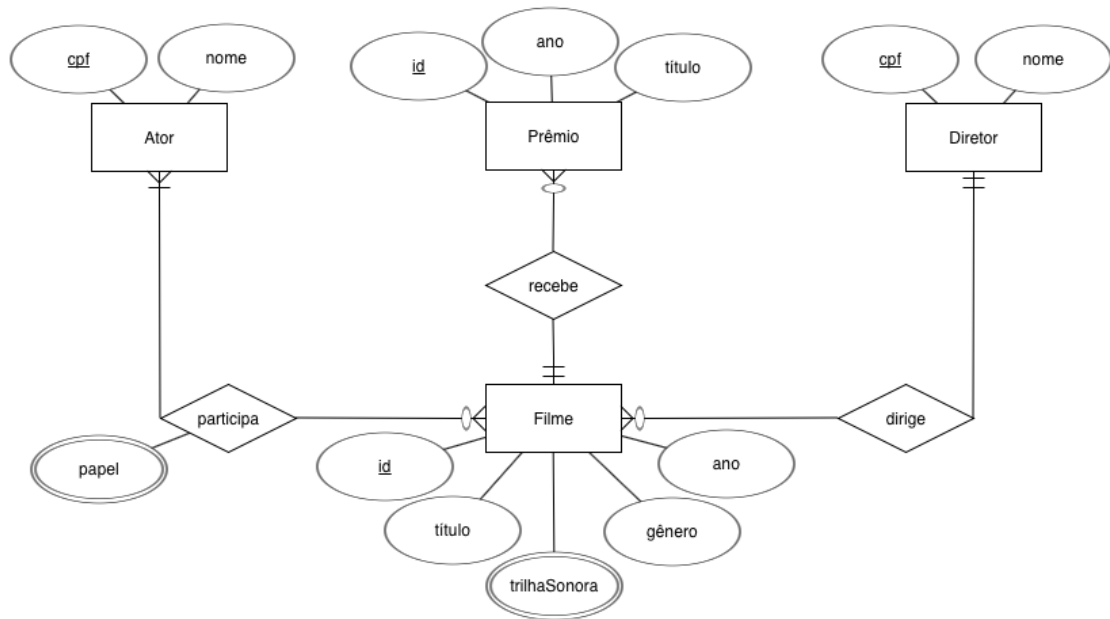 cpf
nome
id
ano
título
cpf
nome
Ator
Prêmio
Diretor
recebe
participa
Filme
dirige
papel
id
título
trilhaSonora
gênero
ano